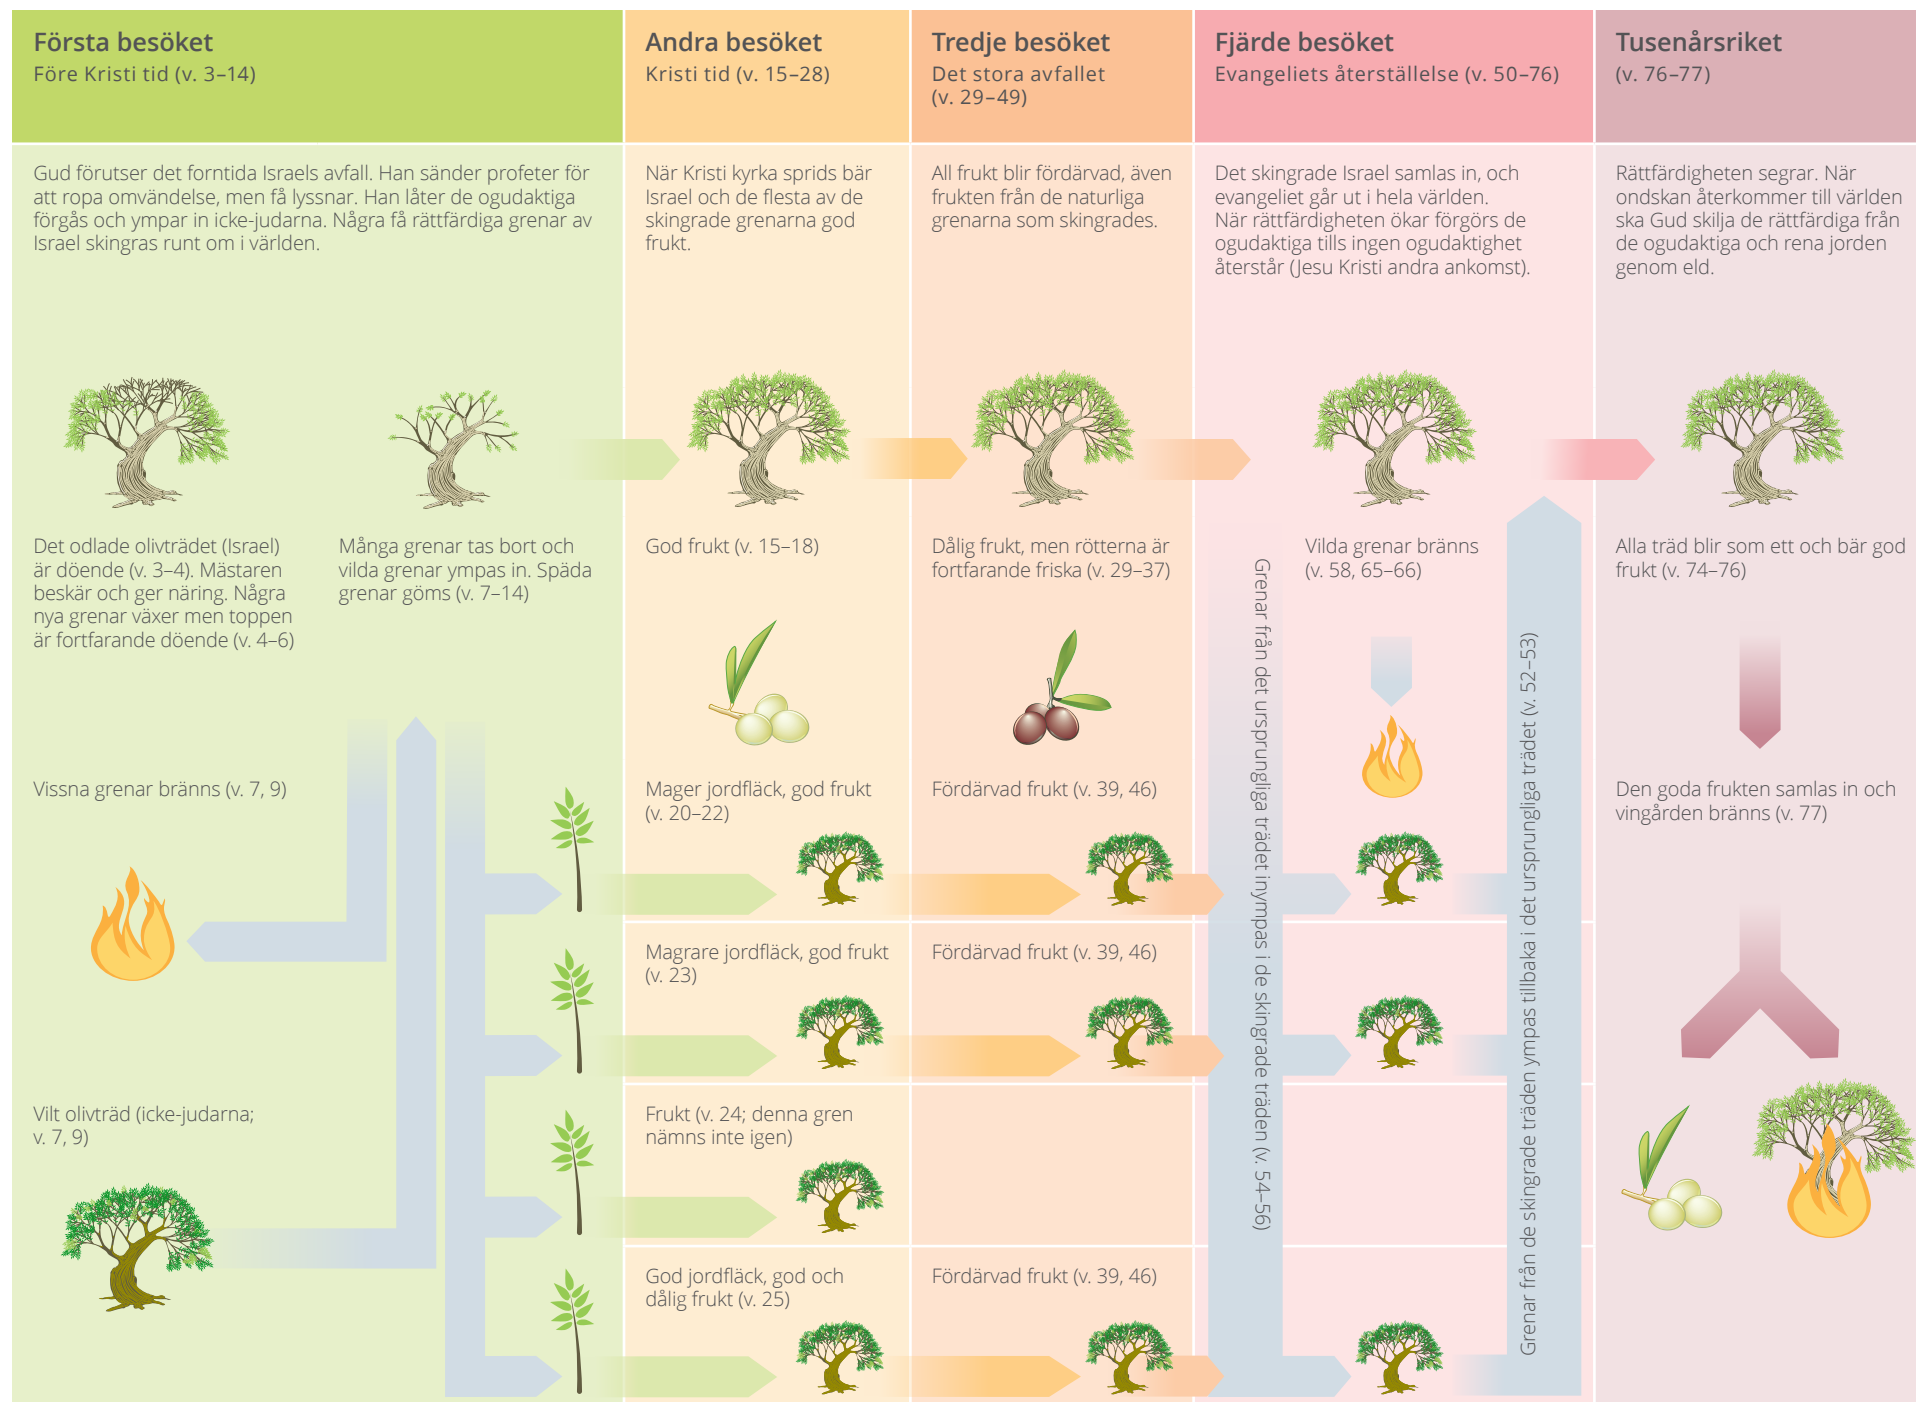 Första besöket
Före Kristi tid (v. 3–14)
Andra besöket
Kristi tid (v. 15–28)
Tredje besöket
Det stora avfallet
(v. 29–49)
Fjärde besöket
Evangeliets återställelse (v. 50–76)
Tusenårsriket
(v. 76–77)
Gud förutser det forntida Israels avfall. Han sänder profeter för
att ropa omvändelse, men få lyssnar. Han låter de ogudaktiga
förgås och ympar in icke-judarna. Några få rättfärdiga grenar av
Israel skingras runt om i världen.
När Kristi kyrka sprids bär
Israel och de flesta av de
skingrade grenarna god
frukt.
All frukt blir fördärvad, även
frukten från de naturliga
grenarna som skingrades.
Det skingrade Israel samlas in, och
evangeliet går ut i hela världen.
När rättfärdigheten ökar förgörs de
ogudaktiga tills ingen ogudaktighet
återstår (Jesu Kristi andra ankomst).
Rättfärdigheten segrar. När
ondskan återkommer till världen
ska Gud skilja de rättfärdiga från
de ogudaktiga och rena jorden
genom eld.
Det odlade olivträdet (Israel)
är döende (v. 3–4). Mästaren
beskär och ger näring. Några
nya grenar växer men toppen
är fortfarande döende (v. 4–6)
Många grenar tas bort och
vilda grenar ympas in. Späda
grenar göms (v. 7–14)
God frukt (v. 15–18)
Dålig frukt, men rötterna är
fortfarande friska (v. 29–37)
Vilda grenar bränns
(v. 58, 65–66)
Alla träd blir som ett och bär god
frukt (v. 74–76)
Grenar från det ursprungliga trädet inympas i de skingrade träden (v. 54–56)
Grenar från de skingrade träden ympas tillbaka i det ursprungliga trädet (v. 52–53)
Vissna grenar bränns (v. 7, 9)
Mager jordfläck, god frukt
(v. 20–22)
Fördärvad frukt (v. 39, 46)
Den goda frukten samlas in och
vingården bränns (v. 77)
Magrare jordfläck, god frukt
(v. 23)
Fördärvad frukt (v. 39, 46)
Vilt olivträd (icke-judarna;
v. 7, 9)
Frukt (v. 24; denna gren
nämns inte igen)
God jordfläck, god och
dålig frukt (v. 25)
Fördärvad frukt (v. 39, 46)